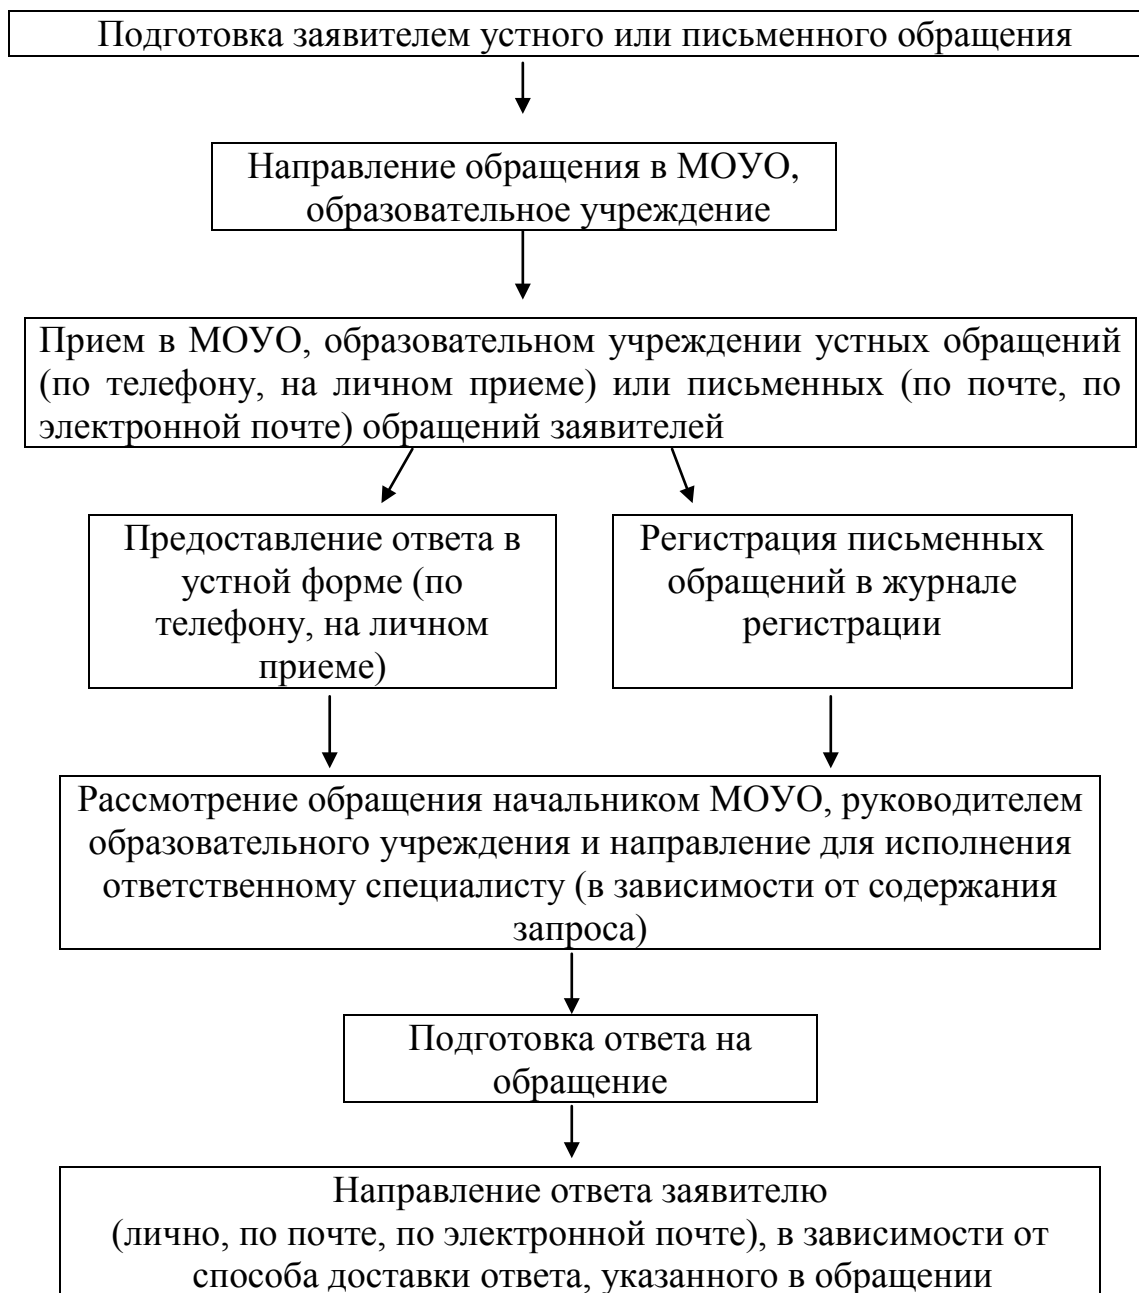 Подготовка заявителем устного или письменного обращения
Направление обращения в МОУО,
образовательное учреждение
Прием в МОУО, образовательном учреждении устных обращений
(по телефону, на личном приеме) или письменных (по почте, по
электронной почте) обращений заявителей
Предоставление ответа в
устной форме (по
телефону, на личном
приеме)
Регистрация письменных
обращений в журнале
регистрации
Рассмотрение обращения начальником МОУО, руководителем
образовательного учреждения и направление для исполнения
ответственному специалисту (в зависимости от содержания
запроса)
Подготовка ответа на
обращение
Направление ответа заявителю
(лично, по почте, по электронной почте), в зависимости от
способа доставки ответа, указанного в обращении